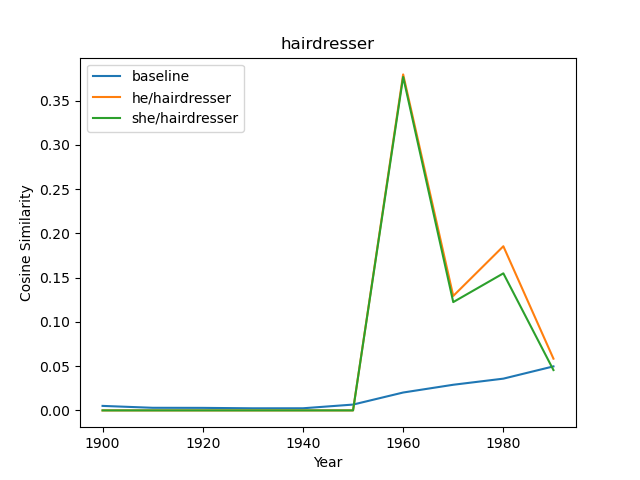 hairdresser
baseline
he/hairdresser
she/hairdresser
0.35
0.30
0.25
0.20
0.15
0.10
0.05
0.00
Cosine Similarity
1900 1920 1940 1960 1980
Year